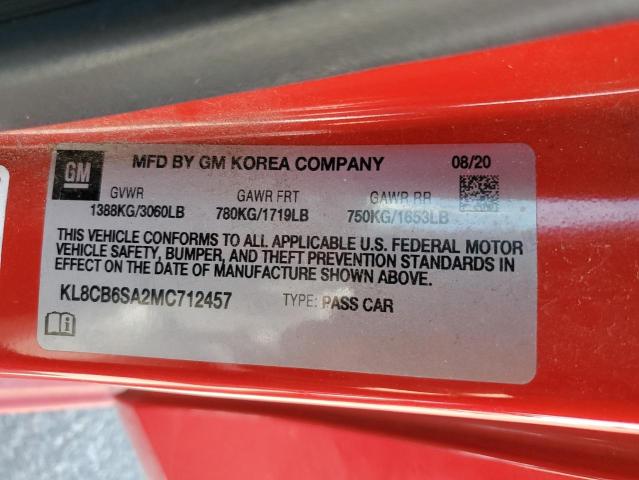 GM MFD BY GM KOREA COMPANY 08/20
GVWR GAWR FRT GAWR RR
1388KG/3060LB 780KG/1719LB 750KG/1653LB
THIS VEHICLE CONFORMS TO ALL APPLICABLE U.S. FEDERAL MOTOR
VEHICLE SAFETY, BUMPER, AND THEFT PREVENTION STANDARDS IN
EFFECT ON THE DATE OF MANUFACTURE SHOWN ABOVE.
KL8CB6SA2MC712457 TYPE: PASS CAR